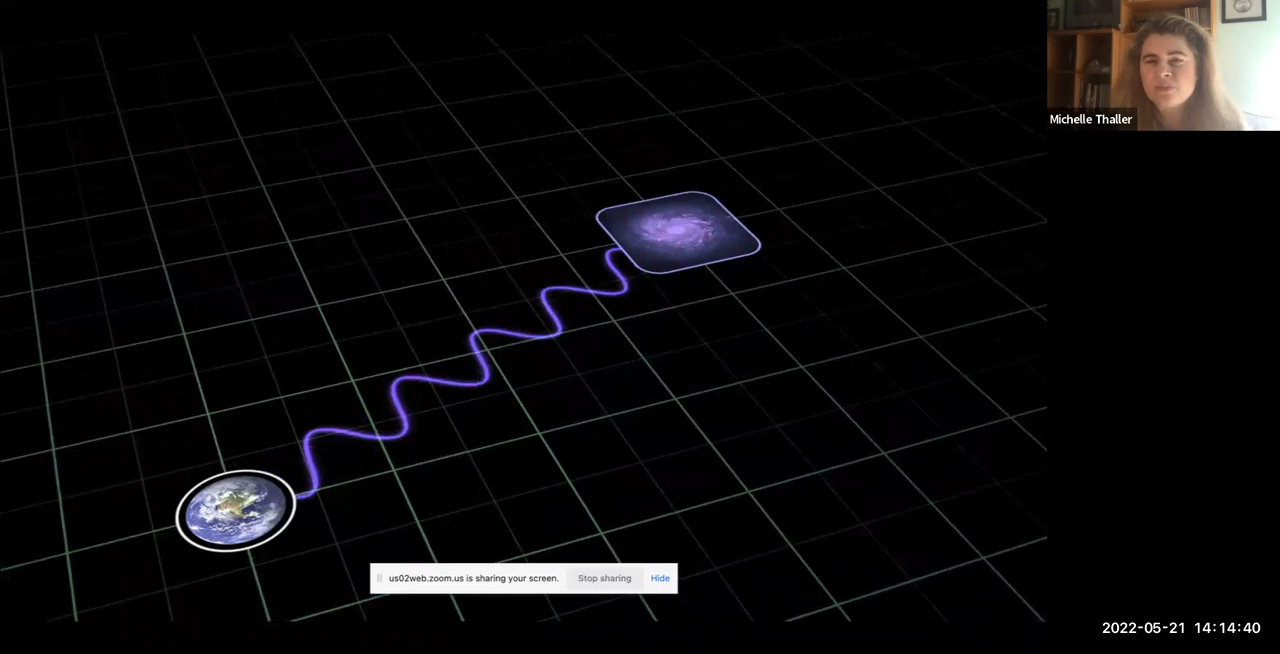 Michelle Thaller
us02web.zoom.us is sharing your screen. Stop sharing Hide
2022-05-21 14:14:40